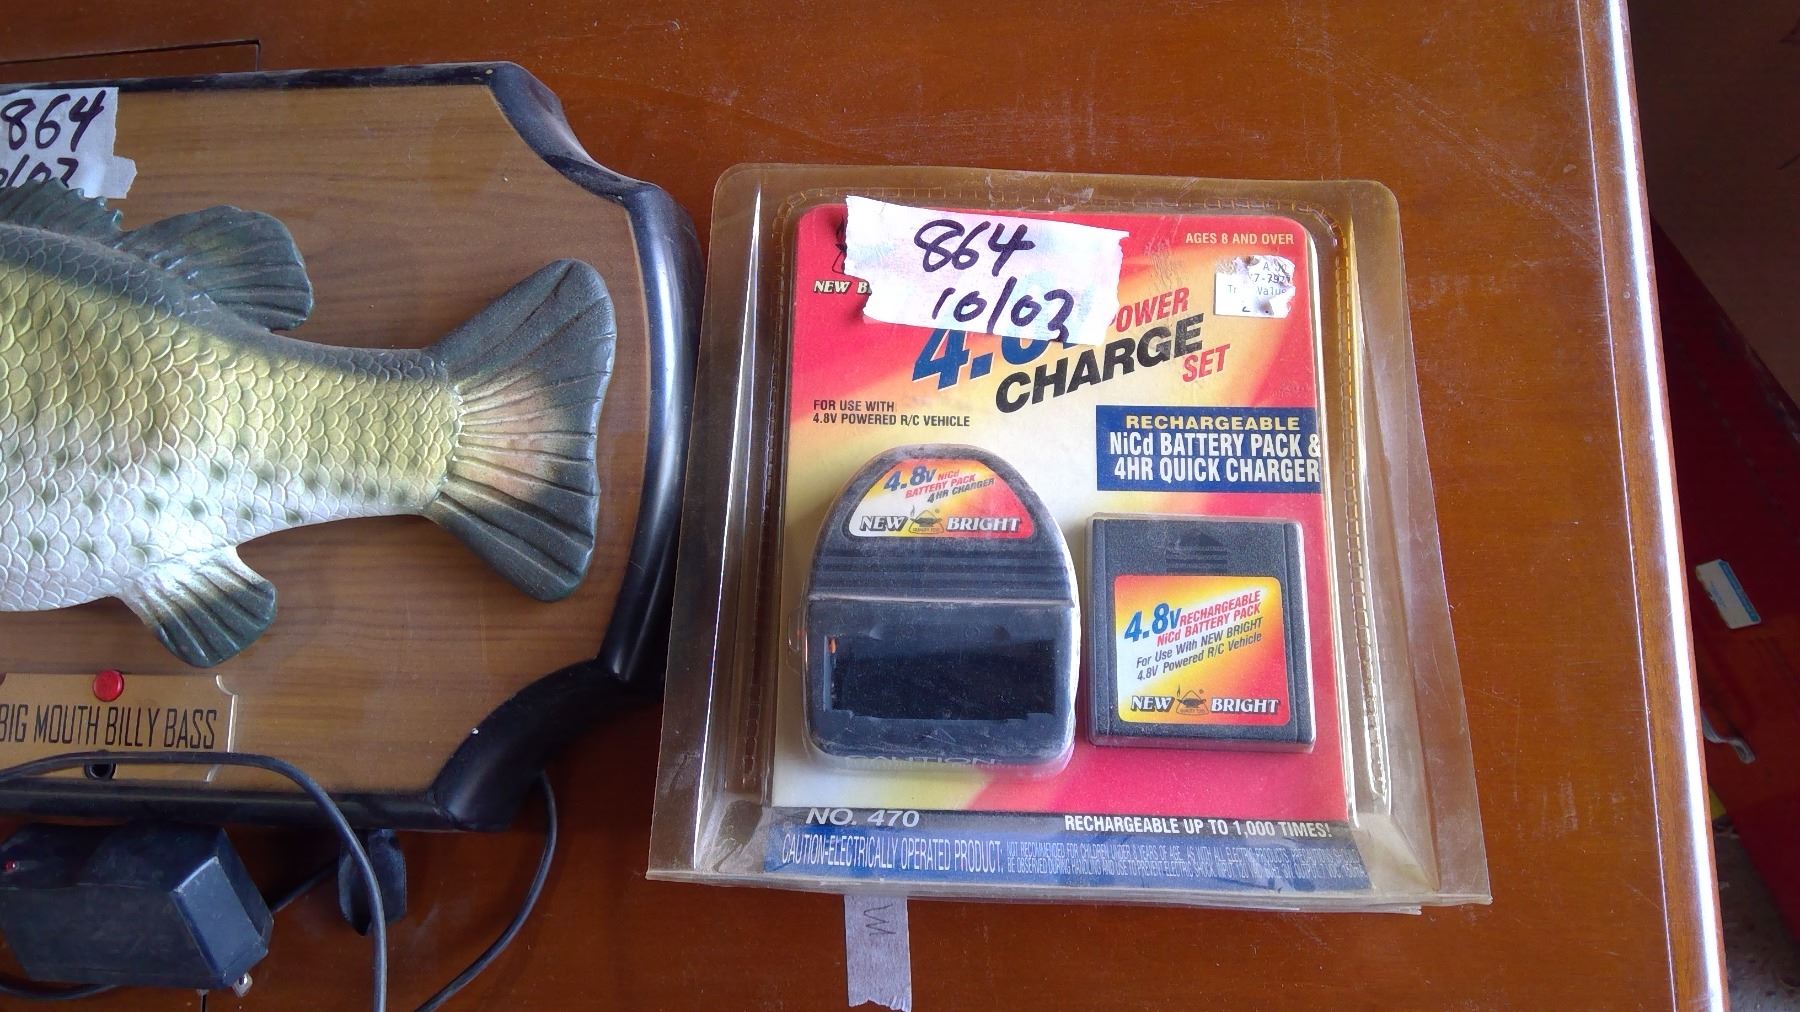 864
10/03
BIG MOUTH BILLY BASS
864
10/03
AGES 8 AND OVER
NEW
POWER
CHARGE
SET
FOR USE WITH
4.8V POWERED R/C VEHICLE
RECHARGEABLE
NiCd BATTERY PACK &
4HR QUICK CHARGER
4.8V NiCd
BATTERY PACK
4HR CHARGER
NEW BRIGHT
4.8V RECHARGEABLE
NiCd BATTERY PACK
For Use With NEW BRIGHT
4.8V Powered R/C Vehicle
NEW BRIGHT
CAUTION:
NO. 470
RECHARGEABLE UP TO 1,000 TIMES!
CAUTION-ELECTRICALLY OPERATED PRODUCT.